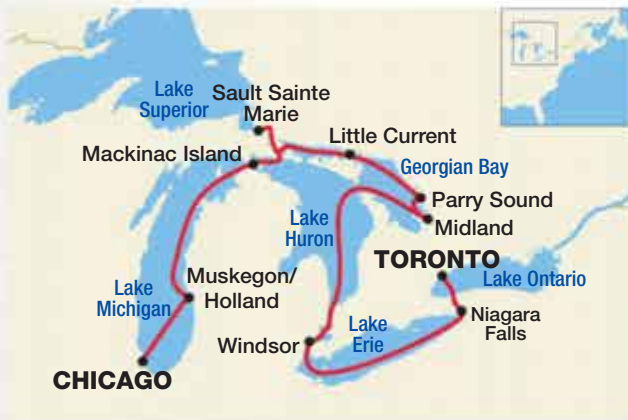 Lake
Superior
Sault Sainte
Marie
Mackinac Island
Little Current
Georgian Bay
Parry Sound
Midland
Lake
Huron
TORONTO
Lake Ontario
Muskegon/
Holland
Lake
Michigan
Niagara
Falls
Windsor
Lake
Erie
CHICAGO